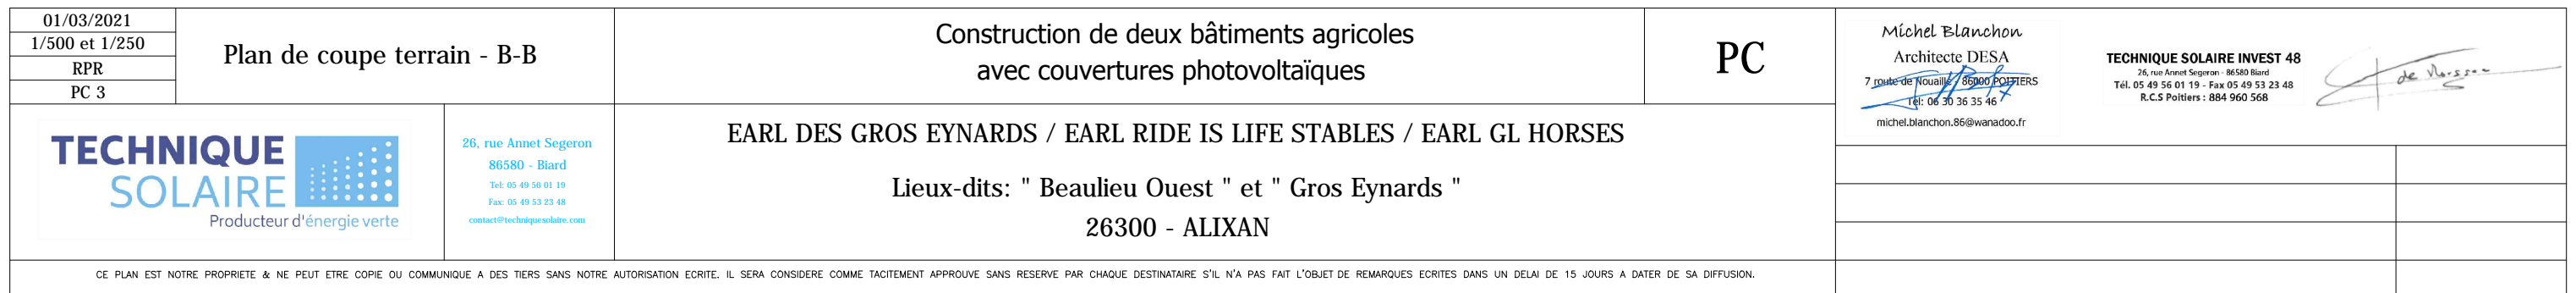 01/03/2021
1/500 et 1/250
RPR
PC 3
Plan de coupe terrain - B-B
Construction de deux bâtiments agricoles
avec couvertures photovoltaïques
PC
Michel Blanchon
Architecte DESA
7 route de Nouaillé / 86000 POITIERS
Tél: 06 30 36 35 46
michel.blanchon.86@wanadoo.fr
TECHNIQUE SOLAIRE INVEST 48
26, rue Annet Segeron - 86580 Biard
Tél. 05 49 56 01 19 - Fax 05 49 53 23 48
R.C.S Poitiers : 884 960 568
TECHNIQUE
SOLAIRE
Producteur d'énergie verte
26, rue Annet Segeron
86580 - Biard
Tel: 05 49 56 01 19
Fax: 05 49 53 23 48
contact@techniquesolaire.com
EARL DES GROS EYNARDS / EARL RIDE IS LIFE STABLES / EARL GL HORSES
Lieux-dits: " Beaulieu Ouest " et " Gros Eynards "
26300 - ALIXAN
CE PLAN EST NOTRE PROPRIETE & NE PEUT ETRE COPIE OU COMMUNIQUE A DES TIERS SANS NOTRE AUTORISATION ECRITE. IL SERA CONSIDERE COMME TACITEMENT APPROUVE SANS RESERVE PAR CHAQUE DESTINATAIRE S'IL N'A PAS FAIT L'OBJET DE REMARQUES ECRITES DANS UN DELAI DE 15 JOURS A DATER DE SA DIFFUSION.